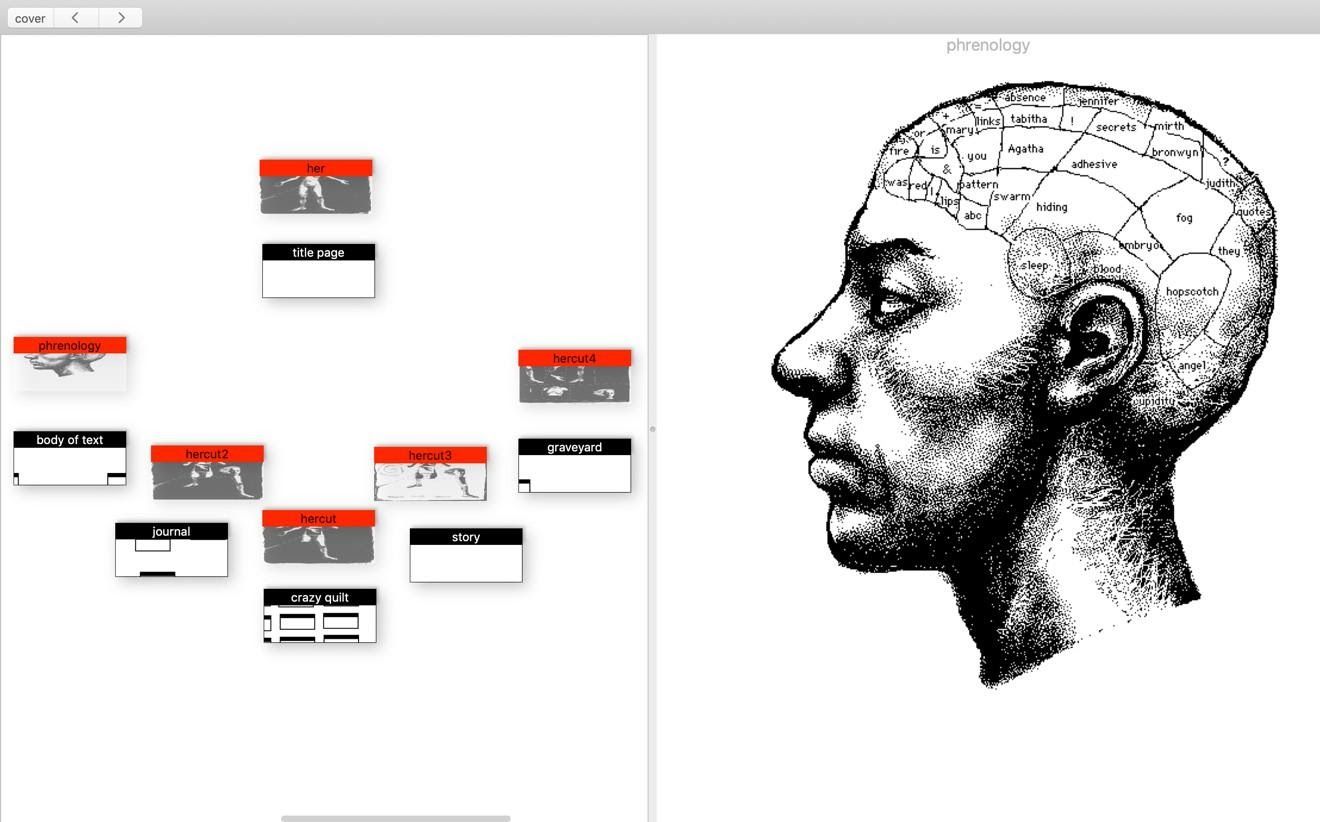 cover
her
title page
phrenology
hercut4
body of text
graveyard
hercut2
hercut3
hercut
journal
story
crazy quilt
phrenology
absence
jennifer
=
+
links
tabitha
!
secrets
mirth
or
mary
fire
is
you
Agatha
adhesive
bronwyn
?
&
was
red
!
pattern
lips
swarm
judith
abc
hiding
fog
quotes
embryo
they
sleep
blood
hopscotch
angel
cupidity